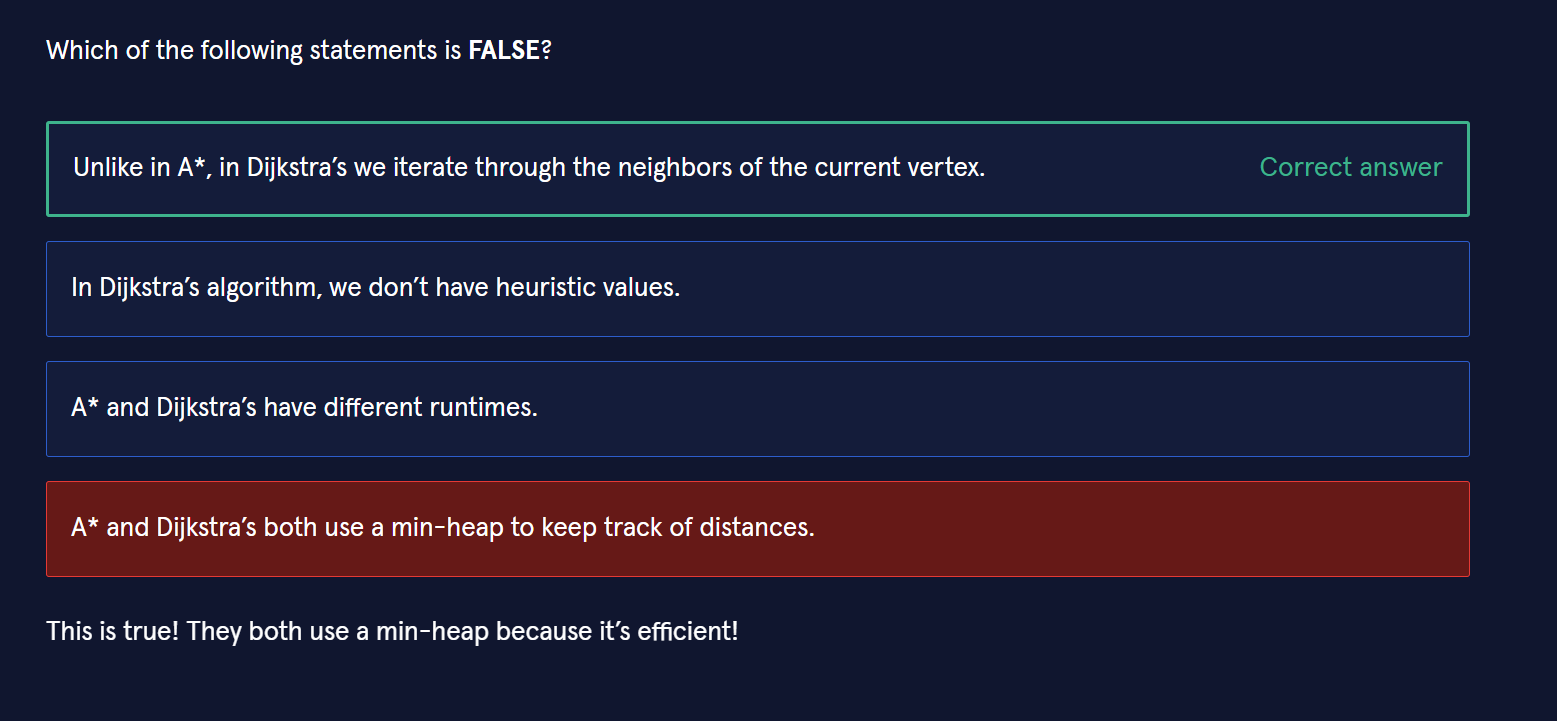 Which of the following statements is FALSE?
Unlike in A*, in Dijkstra’s we iterate through the neighbors of the current vertex.
Correct answer
In Dijkstra’s algorithm, we don’t have heuristic values.
A* and Dijkstra’s have different runtimes.
A* and Dijkstra’s both use a min-heap to keep track of distances.
This is true! They both use a min-heap because it’s efficient!